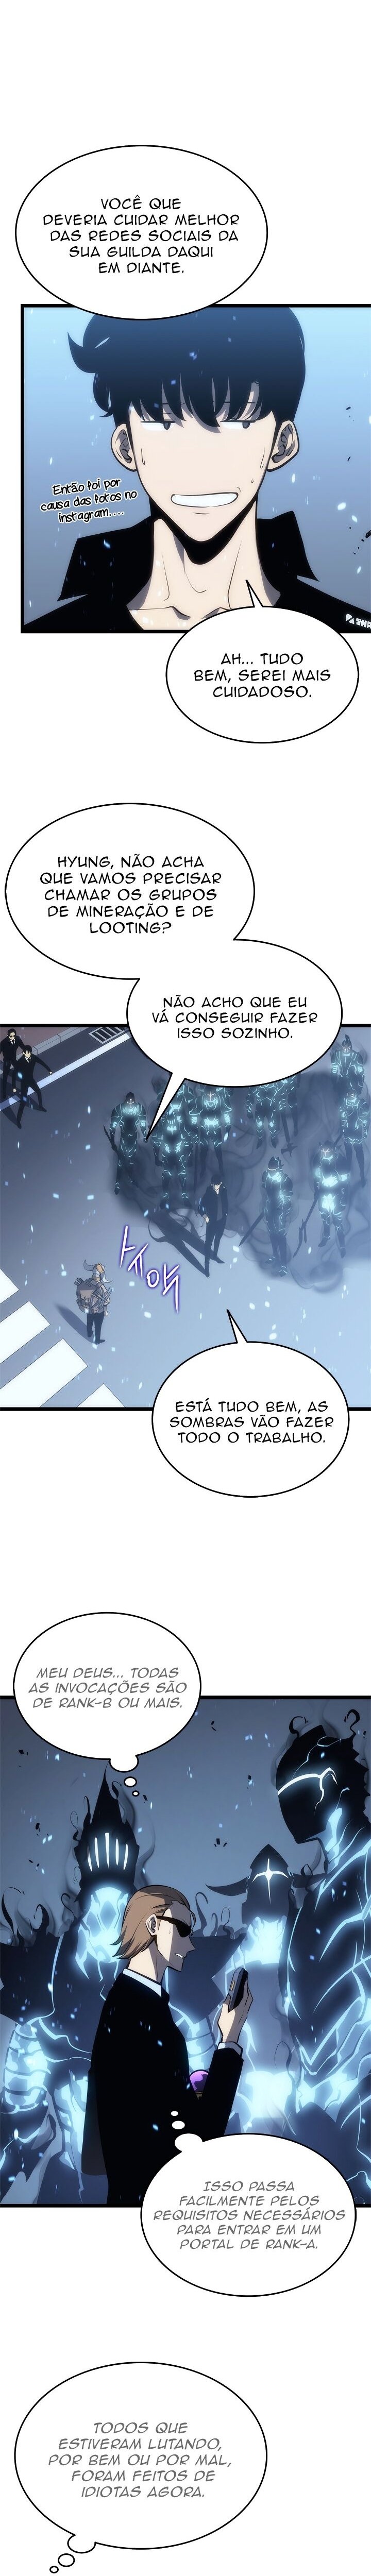 VOCÊ QUE
DEVERIA CUIDAR MELHOR
DAS REDES SOCIAIS DA
SUA GUILDA DAQUI
EM DIANTE.
Então foi por
causa das fotos no
instagram....
AH... TUDO
BEM, SEREI MAIS
CUIDADOSO.
HYUNG, NÃO ACHA
QUE VAMOS PRECISAR
CHAMAR OS GRUPOS
DE MINERAÇÃO E DE
LOOTING?
NÃO ACHO QUE EU
VÁ CONSEGUIR FAZER
ISSO SOZINHO.
ESTÁ TUDO BEM, AS
SOMBRAS VÃO FAZER
TODO O TRABALHO.
MEU DEUS... TODAS
AS INVOCAÇÕES SÃO
DE RANK-B OU MAIS.
ISSO PASSA
FACILMENTE PELOS
REQUISITOS NECESSÁRIOS
PARA ENTRAR EM UM
PORTAL DE RANK-A.
TODOS QUE
ESTIVERAM LUTANDO,
POR BEM OU POR MAL,
FORAM FEITOS DE
IDIOTAS AGORA.